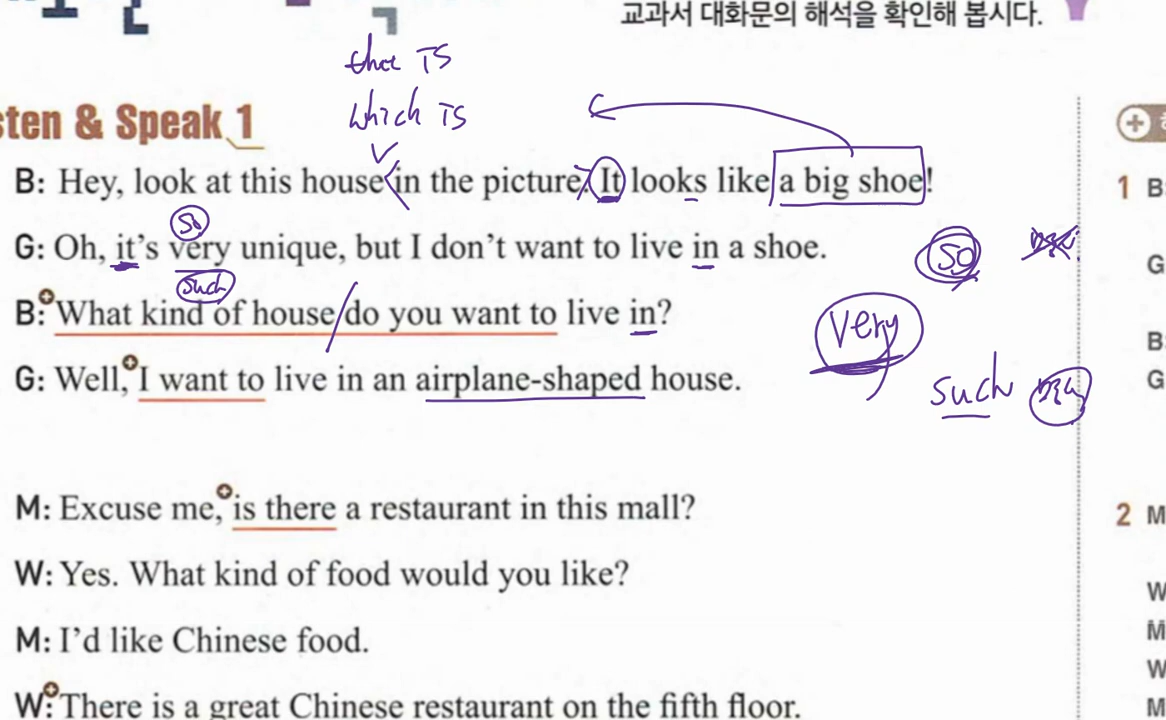 교과서 대화문의 해석을 확인해 봅시다.
that is
which is
sten & Speak 1
B: Hey, look at this house in the picture. It looks like a big shoe!
so
G: Oh, it's very unique, but I don't want to live in a shoe.
so
such
B: What kind of house do you want to live in?
very
G: Well, I want to live in an airplane-shaped house.
such
M: Excuse me, is there a restaurant in this mall?
W: Yes. What kind of food would you like?
M: I'd like Chinese food.
W: There is a great Chinese restaurant on the fifth floor.
1 B
G
B:
G
2 M
W
M
W
M